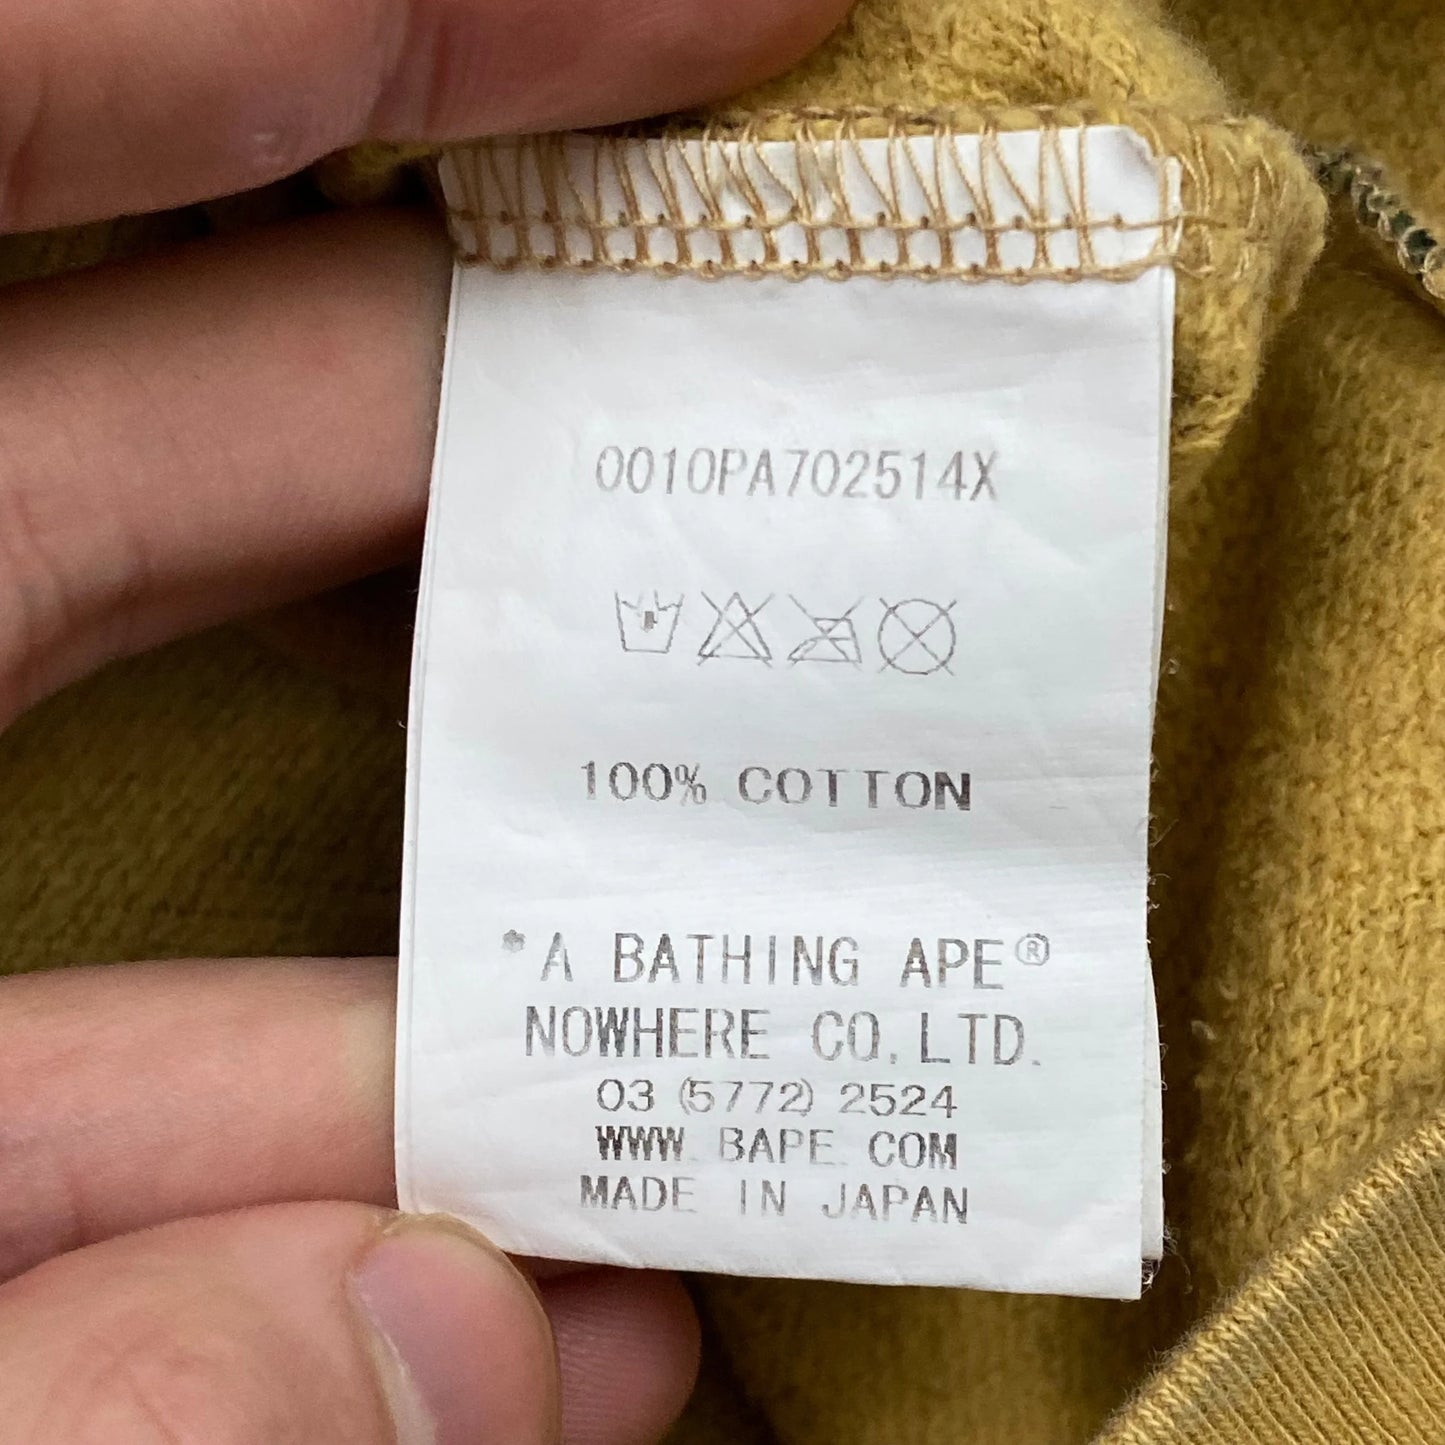 0010PA702514X
100% COTTON
*A BATHING APE®
NOWHERE CO, LTD.
03 (5772) 2524
WWW. BAPE. COM
MADE IN JAPAN